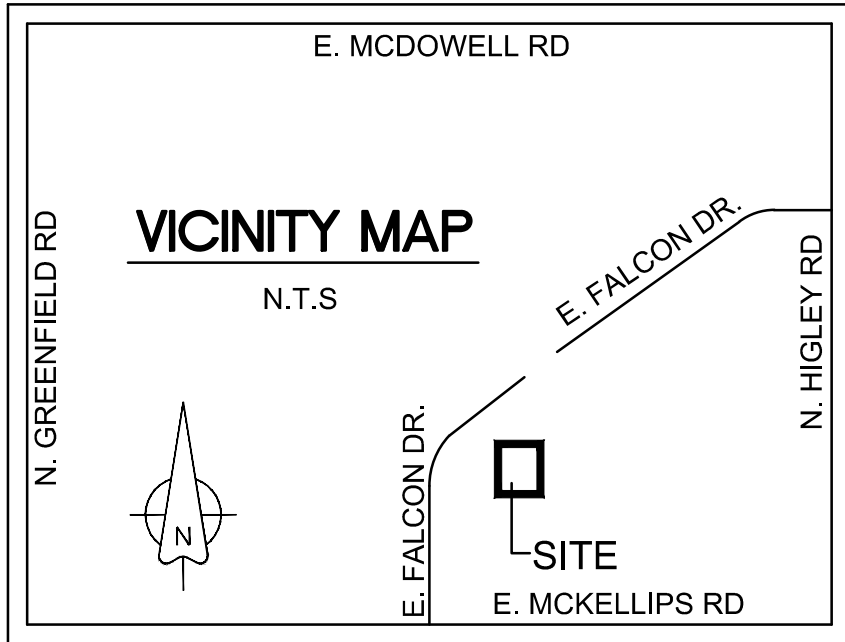 E. MCDOWELL RD
VICINITY MAP
N.T.S
N. GREENFIELD RD
E. FALCON DR.
N. HIGLEY RD
E. FALCON DR.
N
SITE
E. MCKELLIPS RD